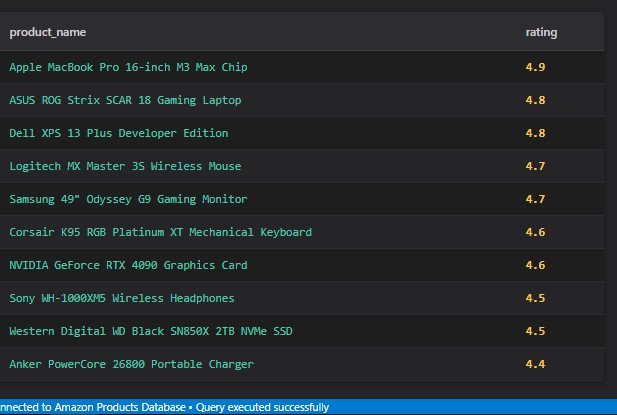 product_name rating
Apple MacBook Pro 16-inch M3 Max Chip 4.9
ASUS ROG Strix SCAR 18 Gaming Laptop 4.8
Dell XPS 13 Plus Developer Edition 4.8
Logitech MX Master 3S Wireless Mouse 4.7
Samsung 49" Odyssey G9 Gaming Monitor 4.7
Corsair K95 RGB Platinum XT Mechanical Keyboard 4.6
NVIDIA GeForce RTX 4090 Graphics Card 4.6
Sony WH-1000XM5 Wireless Headphones 4.5
Western Digital WD Black SN850X 2TB NVMe SSD 4.5
Anker PowerCore 26800 Portable Charger 4.4
nnected to Amazon Products Database • Query executed successfully